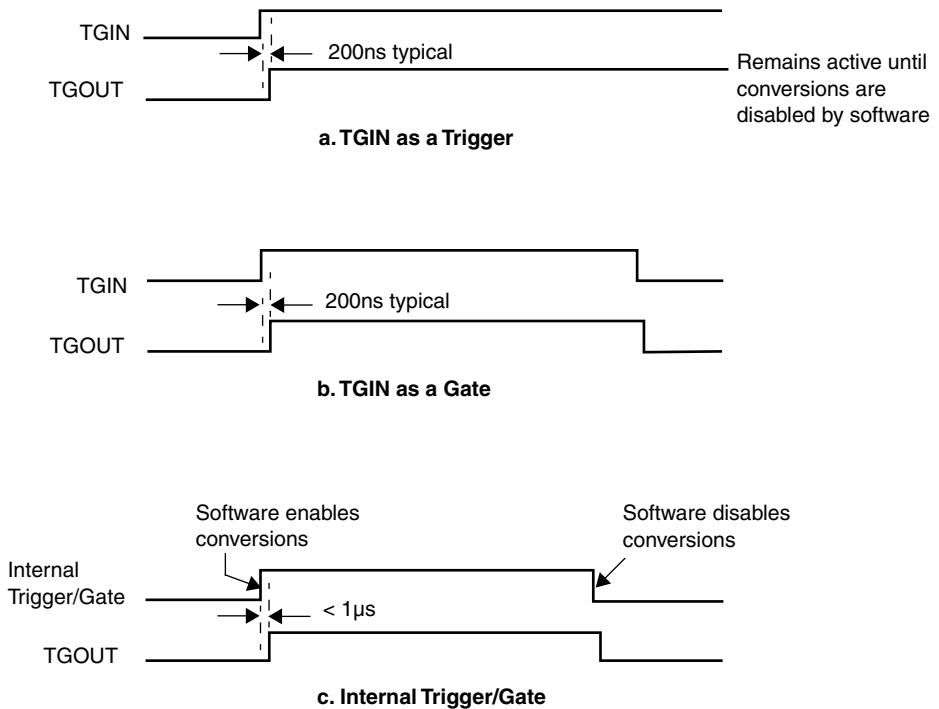 TGIN
200ns typical
TGOUT
Remains active until
conversions are
disabled by software
a. TGIN as a Trigger
TGIN
200ns typical
TGOUT
b. TGIN as a Gate
Software enables
conversions
Software disables
conversions
Internal
Trigger/Gate
< 1µs
TGOUT
c. Internal Trigger/Gate